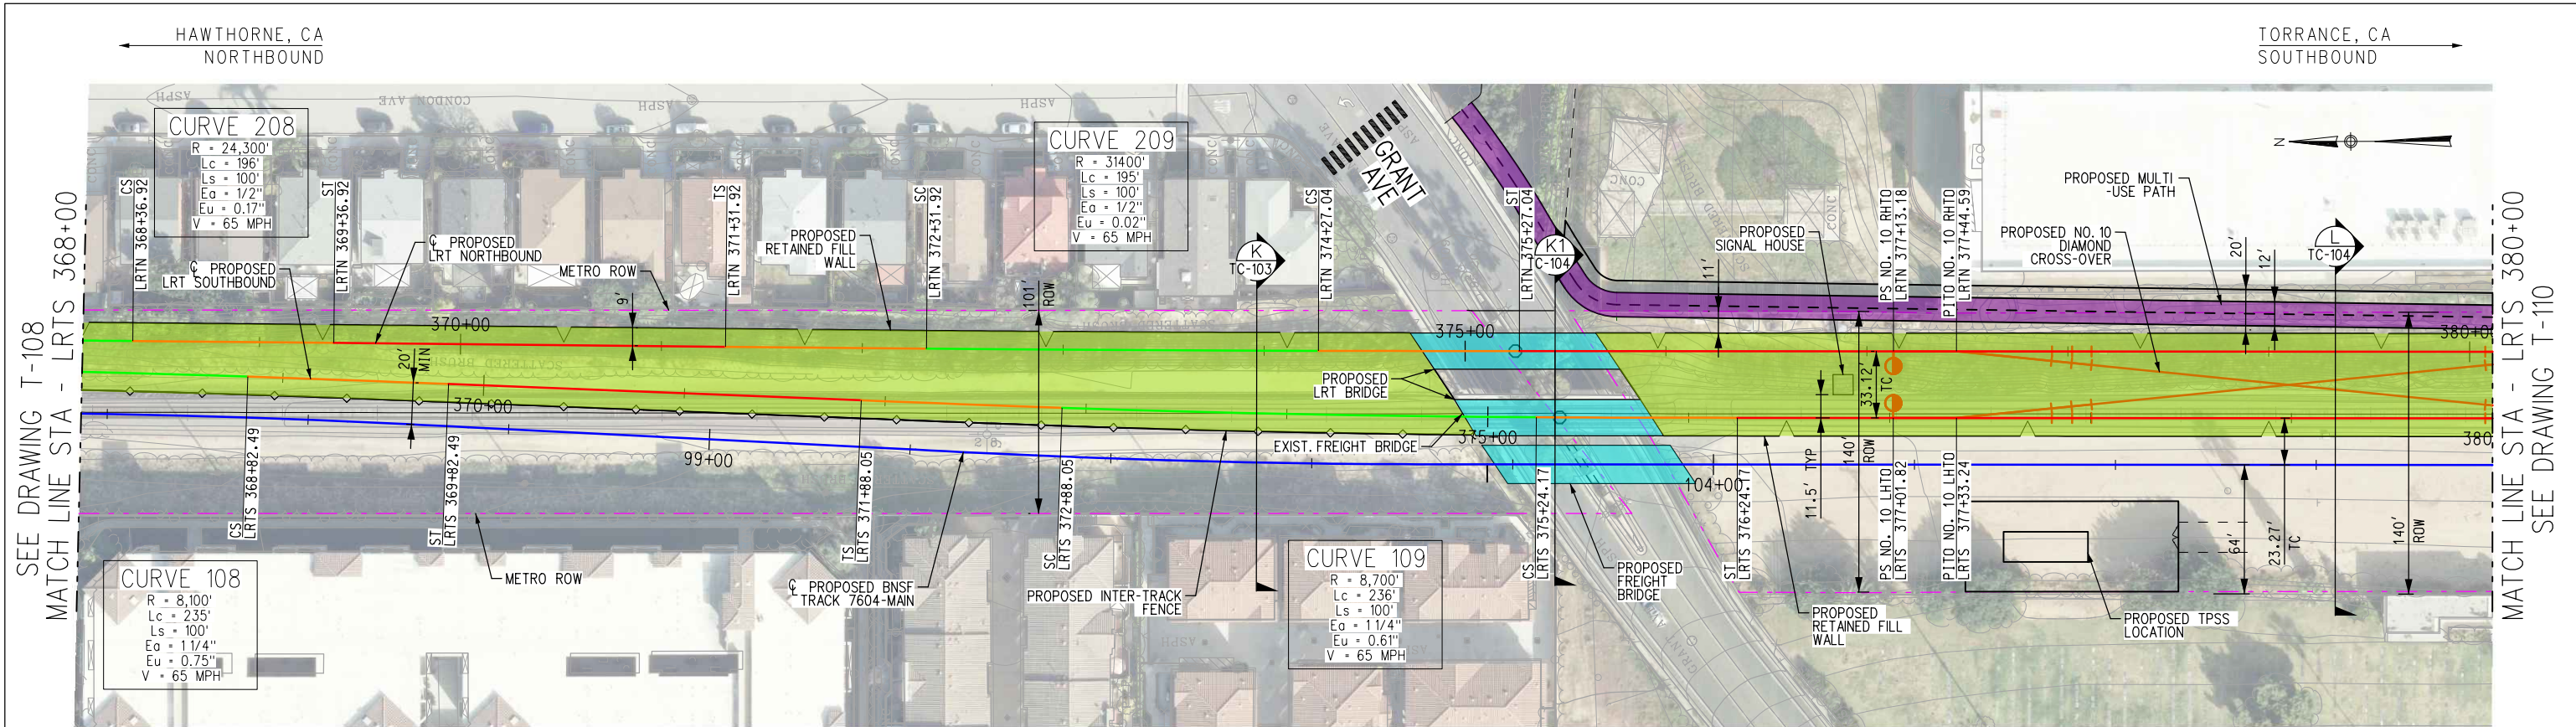 HAWTHORNE, CA
NORTHBOUND
TORRANCE, CA
SOUTHBOUND
SEE DRAWING T-108
MATCH LINE STA - LRTS 368+00
CURVE 208
R = 24,300'
Lc = 196'
Ls = 100'
Ea = 1/2"
Eu = 0.17"
V = 65 MPH
CURVE 209
R = 31400'
Lc = 195'
Ls = 100'
Ea = 1/2"
Eu = 0.02"
V = 65 MPH
CURVE 108
R = 8,100'
Lc = 235'
Ls = 100'
Ea = 1 1/4"
Eu = 0.75"
V = 65 MPH
CURVE 109
R = 8,700'
Lc = 236'
Ls = 100'
Ea = 1 1/4"
Eu = 0.61"
V = 65 MPH
ASPH
CONDON AVE
ASPH
ASPH
CS
LRTN 368+36.92
ST
LRTN 369+36.92
TS
LRTN 371+31.92
SC
LRTN 372+31.92
CS
LRTN 374+27.04
ST
LRTN 375+27.04
PS NO. 10 RHTO
LRTN 377+13.18
PITO NO. 10 RHTO
LRTN 377+44.59
℄ PROPOSED
LRT SOUTHBOUND
℄ PROPOSED
LRT NORTHBOUND
METRO ROW
PROPOSED
RETAINED FILL
WALL
GRANT
AVE
K
TC-103
K1
TC-104
L
TC-104
PROPOSED
SIGNAL HOUSE
PROPOSED MULTI
-USE PATH
PROPOSED NO. 10
DIAMOND
CROSS-OVER
N
9'
20'
MIN
101'
ROW
11'
20'
12'
370+00
370+00
375+00
375+00
380+0
380
99+00
104+00
SCATTERED BRUSH
PROPOSED
LRT BRIDGE
EXIST. FREIGHT BRIDGE
33.12'
TC
140'
ROW
11.5' TYP
64'
23.27'
TC
140'
ROW
CS
LRTS 368+82.49
ST
LRTS 369+82.49
TS
LRTS 371+88.05
SC
LRTS 372+88.05
CS
LRTS 375+24.17
ST
LRTS 376+24.17
PS NO. 10 LHTO
LRTS 377+01.82
PITO NO. 10 LHTO
LRTS 377+33.24
METRO ROW
℄ PROPOSED BNSF
TRACK 7604-MAIN
PROPOSED INTER-TRACK
FENCE
PROPOSED
FREIGHT
BRIDGE
PROPOSED
RETAINED FILL
WALL
PROPOSED TPSS
LOCATION
MATCH LINE STA - LRTS 380+00
SEE DRAWING T-110